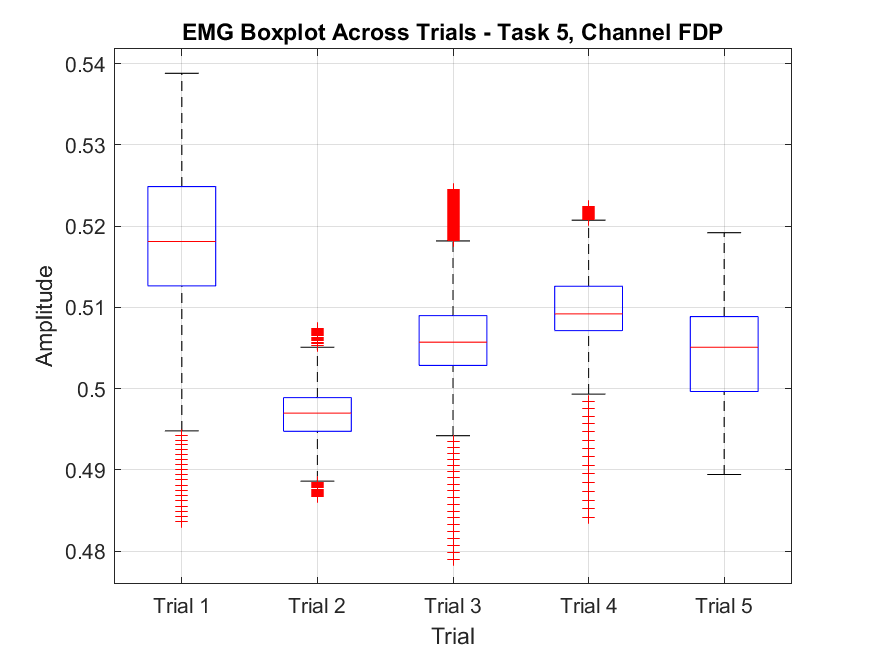 EMG Boxplot Across Trials - Task 5, Channel FDP
0.54
0.53
0.52
0.51
0.5
0.49
0.48
Amplitude
Trial 1 Trial 2 Trial 3 Trial 4 Trial 5
Trial